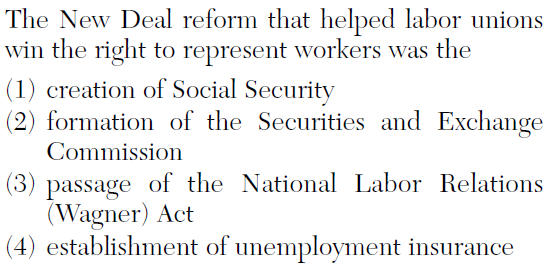 The New Deal reform that helped labor unions
win the right to represent workers was the
(1) creation of Social Security
(2) formation of the Securities and Exchange
Commission
(3) passage of the National Labor Relations
(Wagner) Act
(4) establishment of unemployment insurance